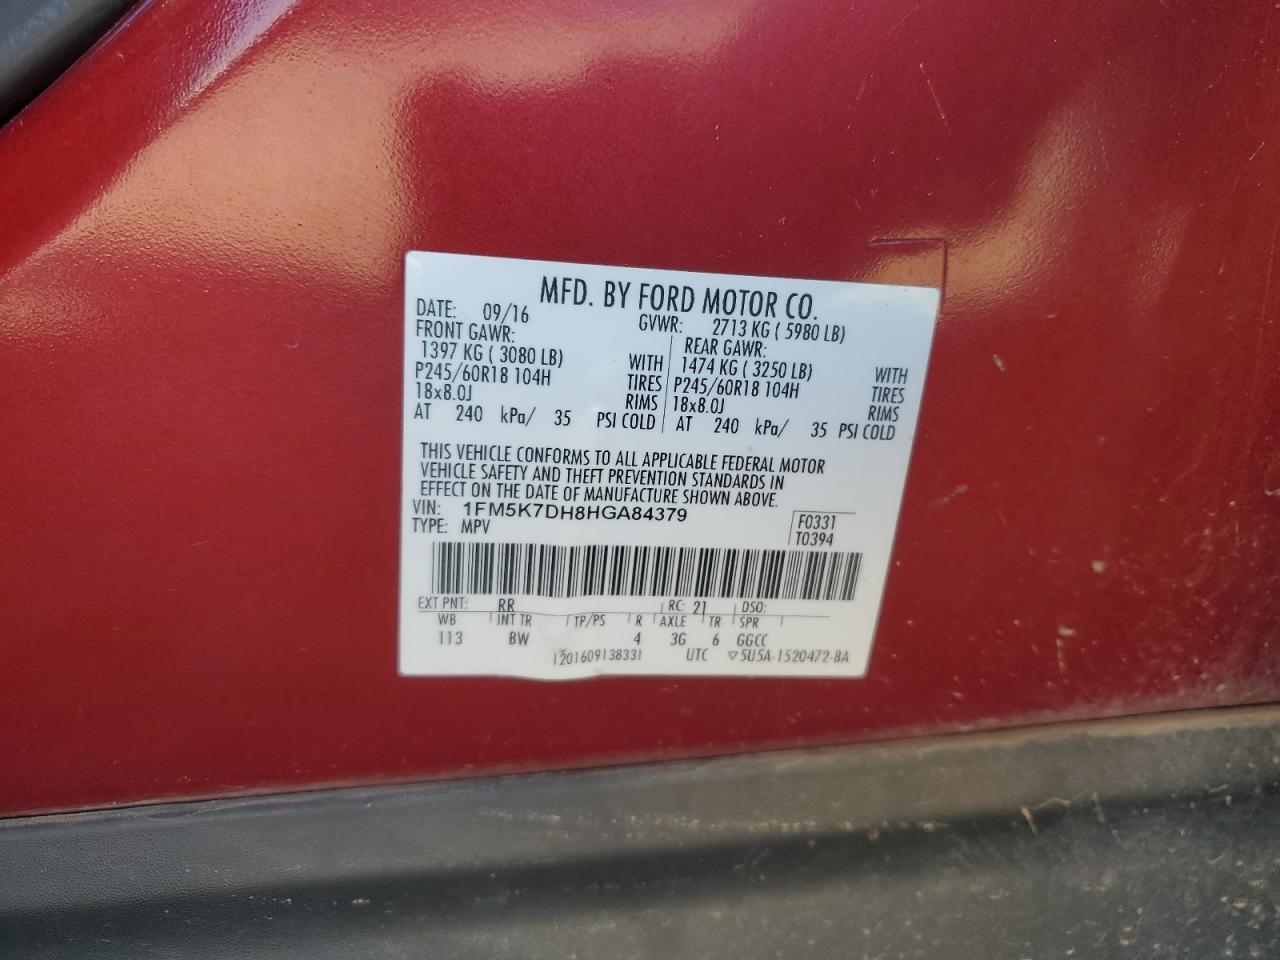 MFD. BY FORD MOTOR CO.
DATE: 09/16 GVWR: 2713 KG ( 5980 LB)
FRONT GAWR: REAR GAWR:
1397 KG ( 3080 LB) WITH 1474 KG ( 3250 LB) WITH
P245/60R18 104H TIRES P245/60R18 104H TIRES
18x8.0J RIMS 18x8.0J RIMS
AT 240 kPa/ 35 PSI COLD AT 240 kPa/ 35 PSI COLD
THIS VEHICLE CONFORMS TO ALL APPLICABLE FEDERAL MOTOR
VEHICLE SAFETY AND THEFT PREVENTION STANDARDS IN
EFFECT ON THE DATE OF MANUFACTURE SHOWN ABOVE.
VIN: 1FM5K7DH8HGA84379 F0331
TYPE: MPV T0394
EXT PNT: RR RC: 21 DSO:
WB INT TR TP/PS R AXLE TR SPR
113 BW 4 3G 6 GGCC
1201609138331 UTC ▽5U5A-1520472-BA